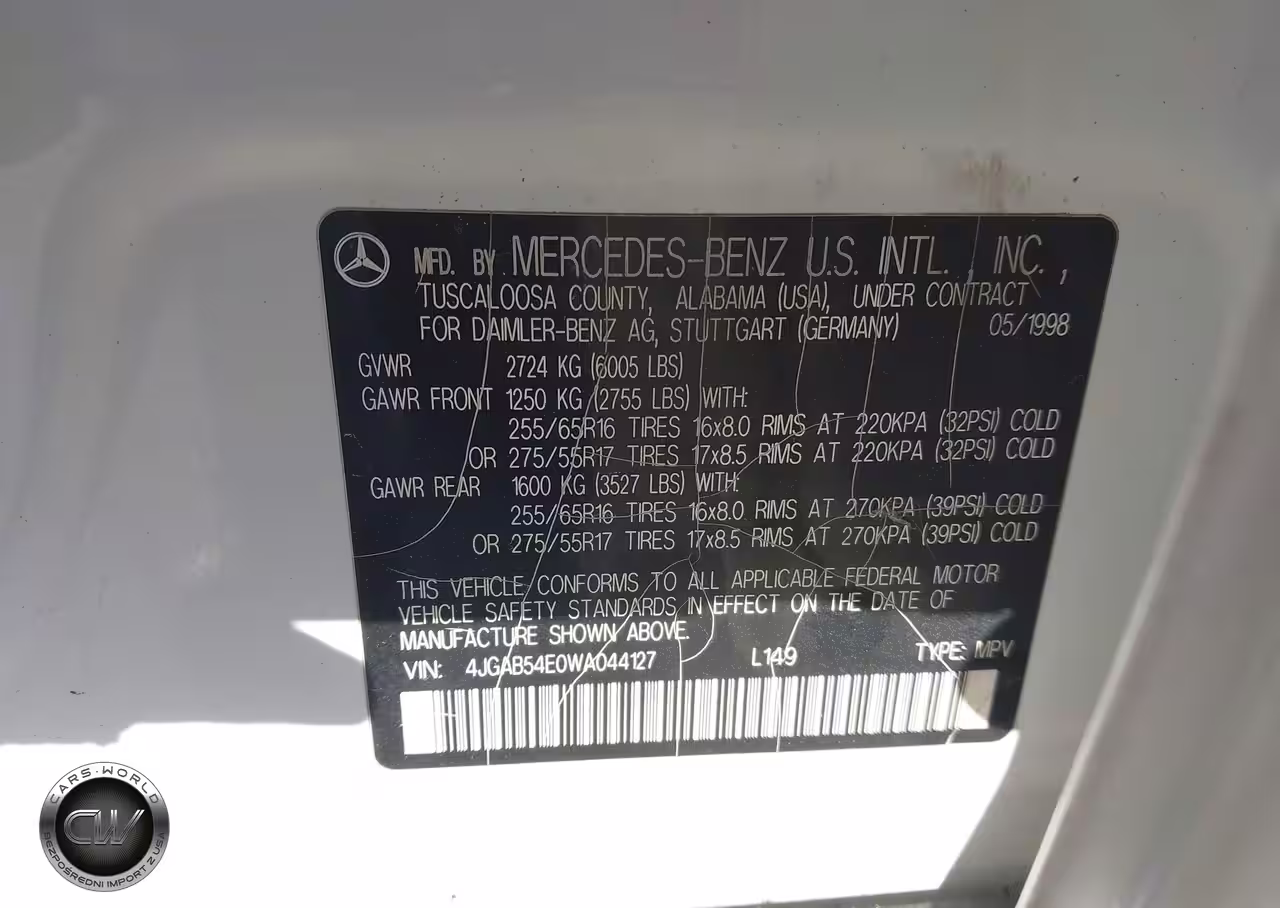 MFD. BY MERCEDES-BENZ U.S. INTL., INC.,
TUSCALOOSA COUNTY, ALABAMA (USA), UNDER CONTRACT
FOR DAIMLER-BENZ AG, STUTTGART (GERMANY) 05/1998
GVWR 2724 KG (6005 LBS)
GAWR FRONT 1250 KG (2755 LBS) WITH:
255/65R16 TIRES 16x8.0 RIMS AT 220KPA (32PSI) COLD
OR 275/55R17 TIRES 17x8.5 RIMS AT 220KPA (32PSI) COLD
GAWR REAR 1600 KG (3527 LBS) WITH:
255/65R16 TIRES 16x8.0 RIMS AT 270KPA (39PSI) COLD
OR 275/55R17 TIRES 17x8.5 RIMS AT 270KPA (39PSI) COLD
THIS VEHICLE CONFORMS TO ALL APPLICABLE FEDERAL MOTOR
VEHICLE SAFETY STANDARDS IN EFFECT ON THE DATE OF
MANUFACTURE SHOWN ABOVE.
VIN: 4JGAB54E0WA044127 L149 TYPE: MPV
CARS-WORLD
CW
BEZPOŚREDNI IMPORT Z USA